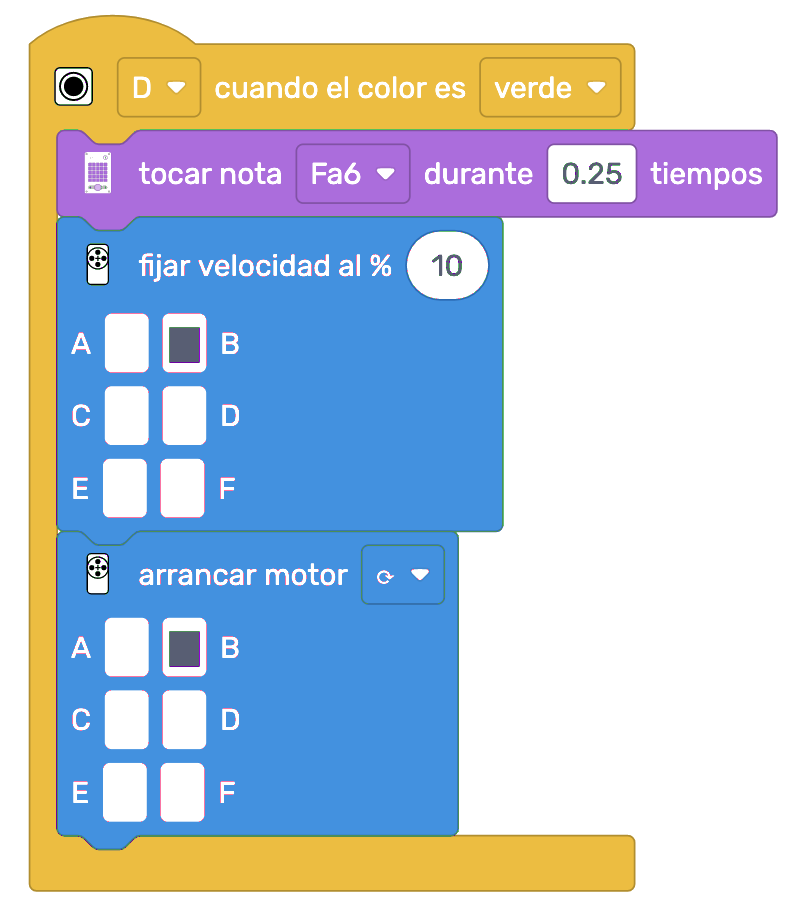 D cuando el color es verde
tocar nota Fa6 durante 0.25 tiempos
fijar velocidad al % 10
A B
C D
E F
arrancar motor ⟳
A B
C D
E F